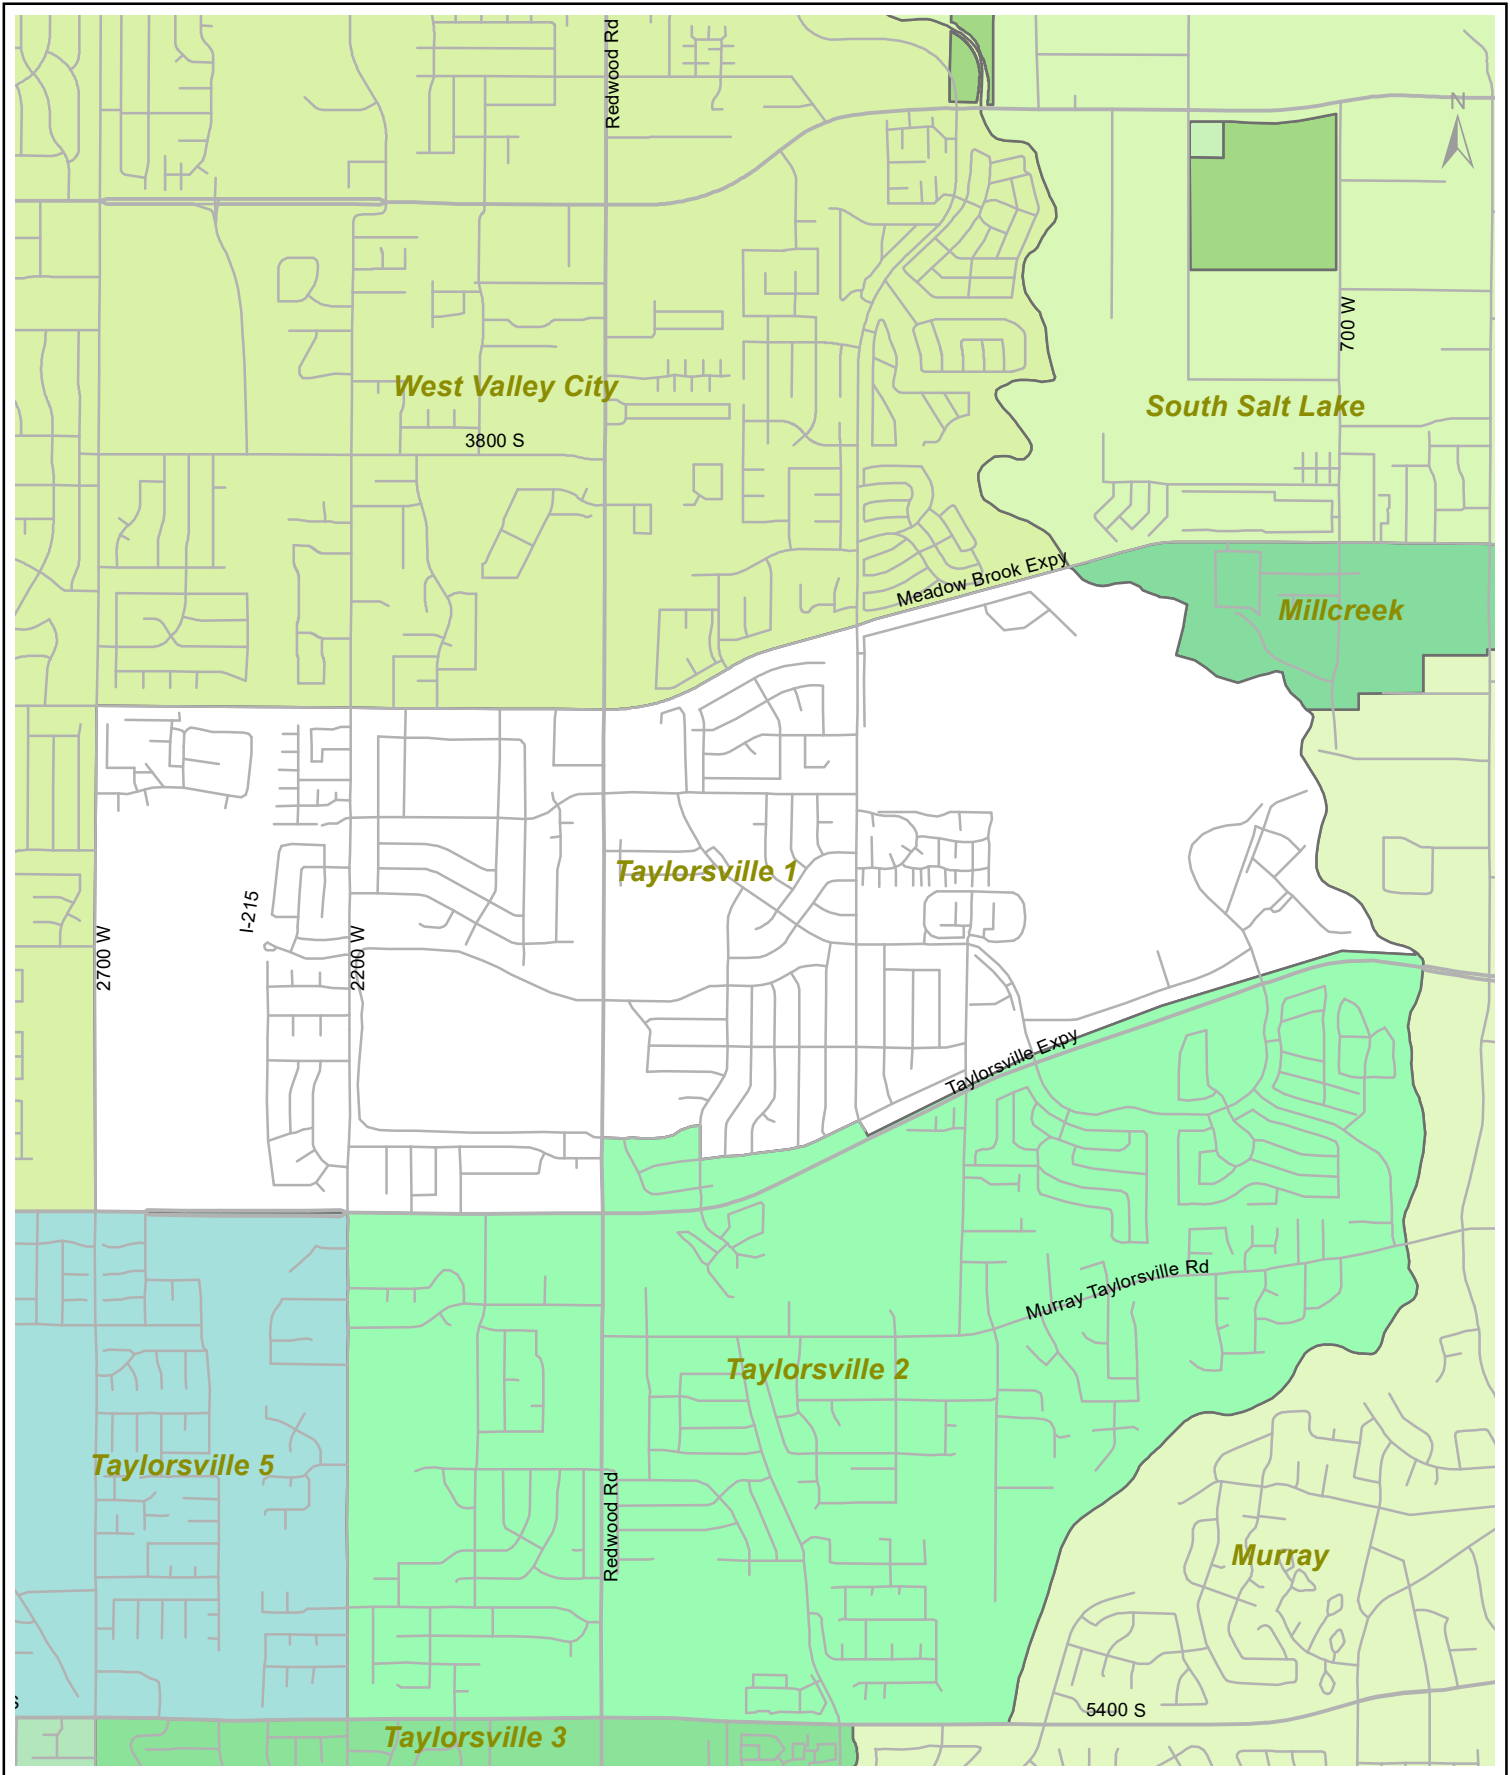 Redwood Rd
N
700 W
West Valley City
South Salt Lake
3800 S
Meadow Brook Expy
Millcreek
Taylorsville 1
I-215
2700 W
2200 W
Taylorsville Expy
Murray Taylorsville Rd
Taylorsville 2
Taylorsville 5
Redwood Rd
Murray
5400 S
S
Taylorsville 3